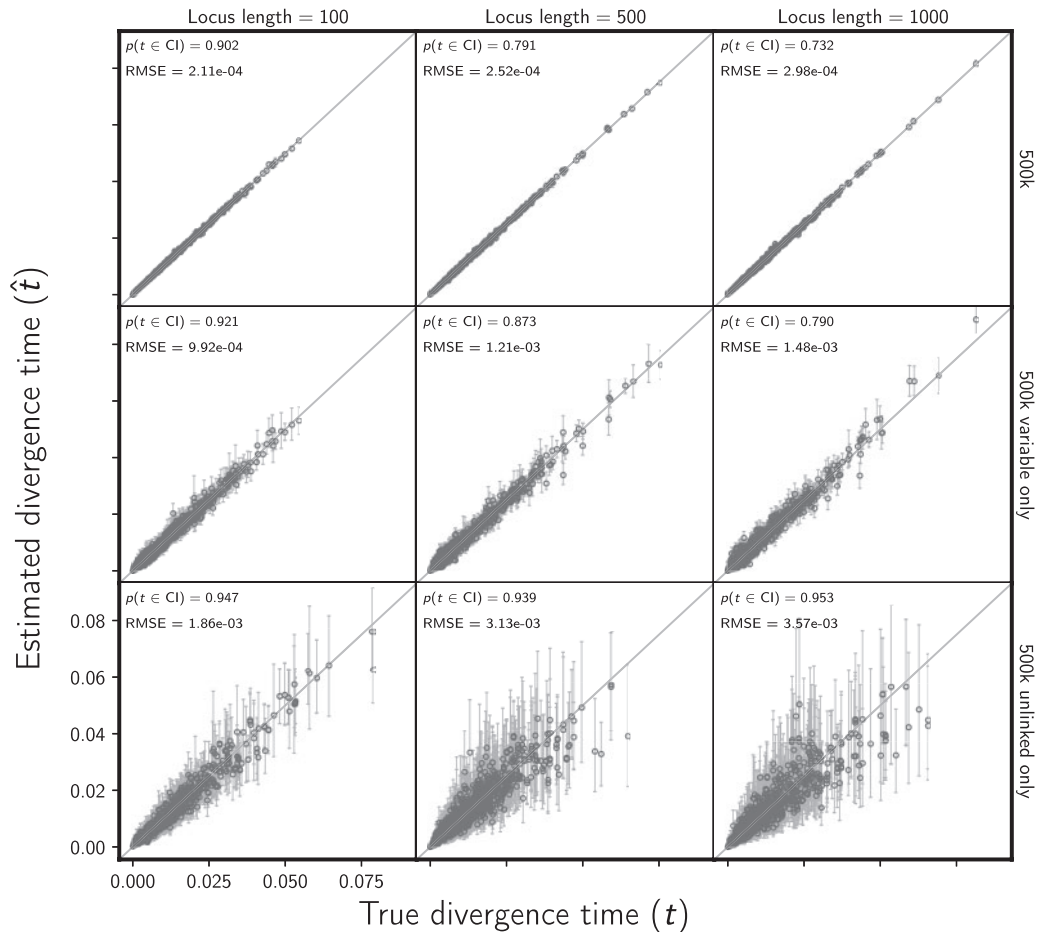 Locus length = 100
Locus length = 500
Locus length = 1000
p(t ∈ CI) = 0.902
RMSE = 2.11e-04
p(t ∈ CI) = 0.791
RMSE = 2.52e-04
p(t ∈ CI) = 0.732
RMSE = 2.98e-04
500k
p(t ∈ CI) = 0.921
RMSE = 9.92e-04
p(t ∈ CI) = 0.873
RMSE = 1.21e-03
p(t ∈ CI) = 0.790
RMSE = 1.48e-03
500k variable only
p(t ∈ CI) = 0.947
RMSE = 1.86e-03
p(t ∈ CI) = 0.939
RMSE = 3.13e-03
p(t ∈ CI) = 0.953
RMSE = 3.57e-03
500k unlinked only
Estimated divergence time (t̂)
0.08
0.06
0.04
0.02
0.00
0.000 0.025 0.050 0.075
True divergence time (t)